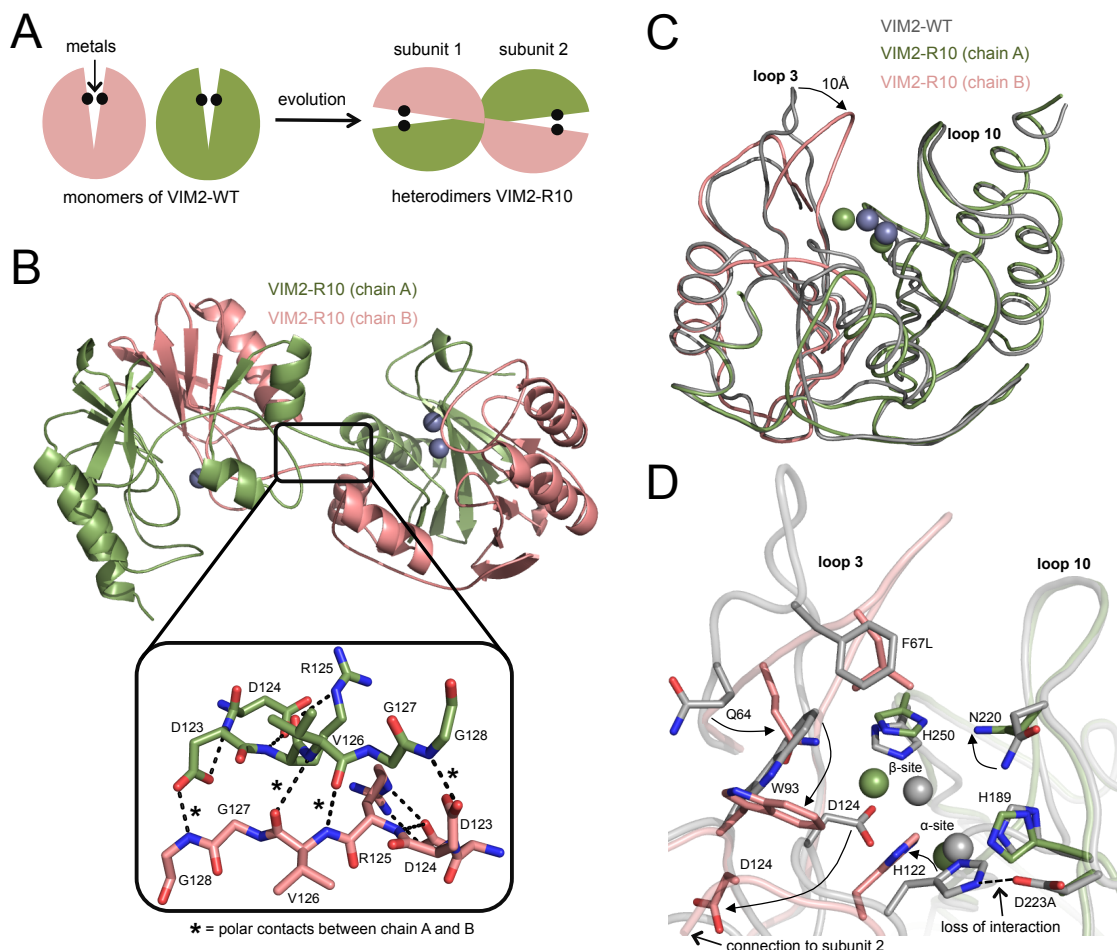 A
metals
subunit 1
subunit 2
evolution
monomers of VIM2-WT
heterodimers VIM2-R10
B
VIM2-R10 (chain A)
VIM2-R10 (chain B)
R125
D124
D123
G127
V126
G128
*
*
*
*
G127
D123
R125
D124
G128
V126
* = polar contacts between chain A and B
C
VIM2-WT
VIM2-R10 (chain A)
VIM2-R10 (chain B)
loop 3
10Å
loop 10
D
loop 3
loop 10
F67L
Q64
N220
H250
β-site
W93
H189
D124
α-site
D124
H122
D223A
loss of interaction
connection to subunit 2